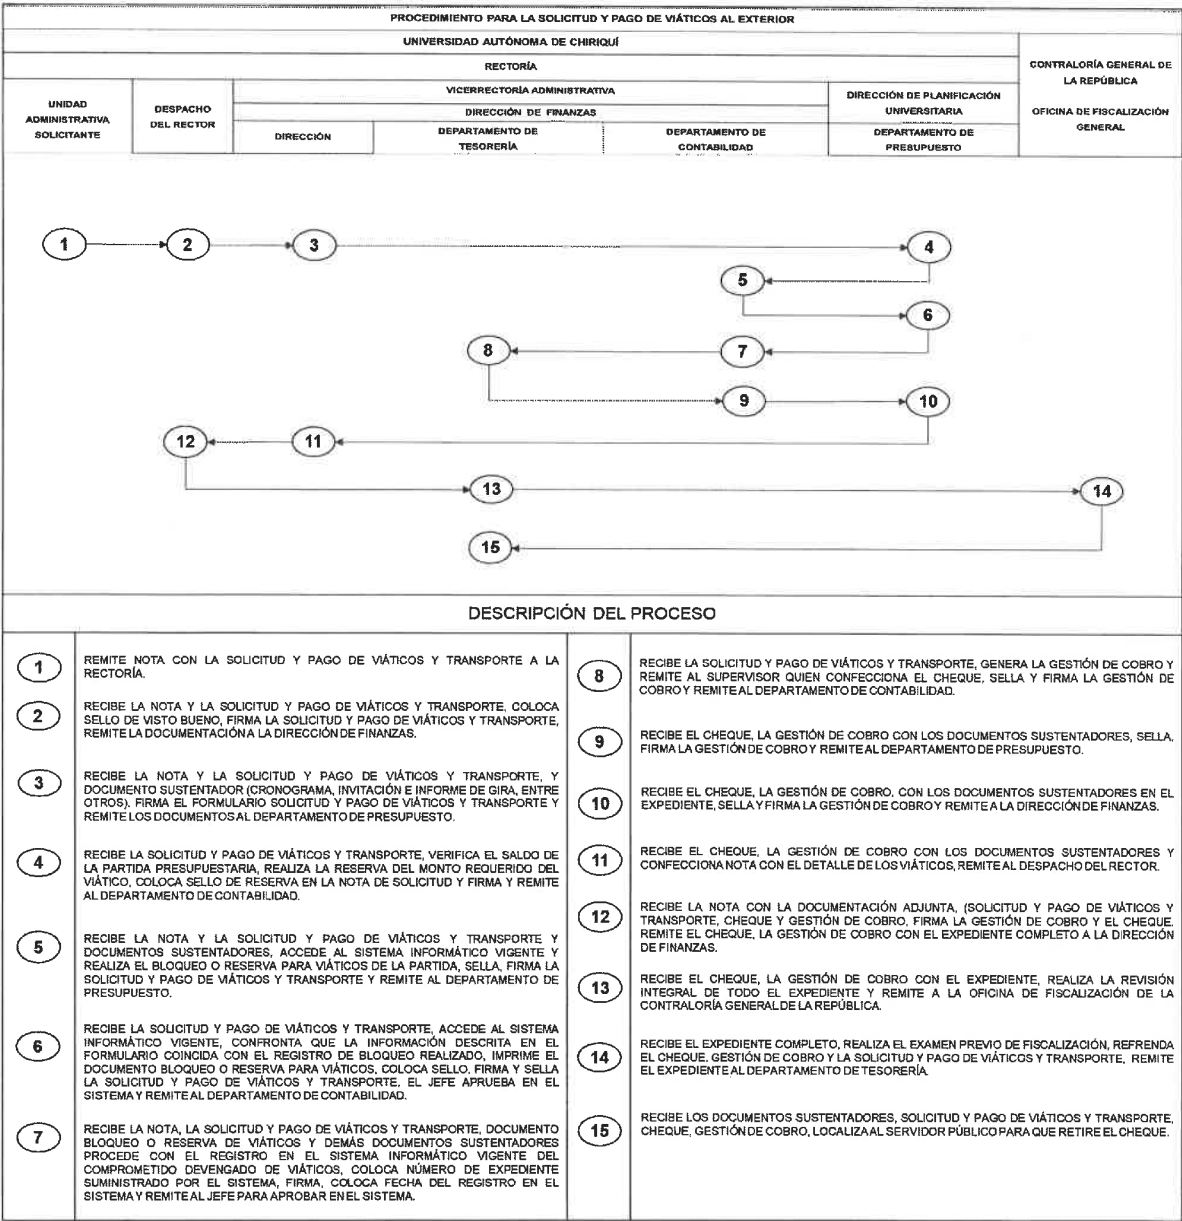 PROCEDIMIENTO PARA LA SOLICITUD Y PAGO DE VIÁTICOS AL EXTERIOR
UNIVERSIDAD AUTÓNOMA DE CHIRIQUÍ
RECTORÍA
CONTRALORÍA GENERAL DE
LA REPÚBLICA
OFICINA DE FISCALIZACIÓN
GENERAL
UNIDAD
ADMINISTRATIVA
SOLICITANTE
DESPACHO
DEL RECTOR
VICERRECTORÍA ADMINISTRATIVA
DIRECCIÓN DE FINANZAS
DIRECCIÓN
DEPARTAMENTO DE
TESORERÍA
DEPARTAMENTO DE
CONTABILIDAD
DIRECCIÓN DE PLANIFICACIÓN
UNIVERSITARIA
DEPARTAMENTO DE
PRESUPUESTO
1
2
3
4
5
6
8
7
9
10
12
11
13
14
15
DESCRIPCIÓN DEL PROCESO
1
REMITE NOTA CON LA SOLICITUD Y PAGO DE VIÁTICOS Y TRANSPORTE A LA
RECTORÍA.
2
RECIBE LA NOTA Y LA SOLICITUD Y PAGO DE VIÁTICOS Y TRANSPORTE, COLOCA
SELLO DE VISTO BUENO, FIRMA LA SOLICITUD Y PAGO DE VIÁTICOS Y TRANSPORTE,
REMITE LA DOCUMENTACIÓN A LA DIRECCIÓN DE FINANZAS.
3
RECIBE LA NOTA Y LA SOLICITUD Y PAGO DE VIÁTICOS Y TRANSPORTE, Y
DOCUMENTO SUSTENTADOR (CRONOGRAMA, INVITACIÓN E INFORME DE GIRA, ENTRE
OTROS). FIRMA EL FORMULARIO SOLICITUD Y PAGO DE VIÁTICOS Y TRANSPORTE Y
REMITE LOS DOCUMENTOS AL DEPARTAMENTO DE PRESUPUESTO.
4
RECIBE LA SOLICITUD Y PAGO DE VIÁTICOS Y TRANSPORTE, VERIFICA EL SALDO DE
LA PARTIDA PRESUPUESTARIA, REALIZA LA RESERVA DEL MONTO REQUERIDO DEL
VIÁTICO, COLOCA SELLO DE RESERVA EN LA NOTA DE SOLICITUD Y FIRMA Y REMITE
AL DEPARTAMENTO DE CONTABILIDAD.
5
RECIBE LA NOTA Y LA SOLICITUD Y PAGO DE VIÁTICOS Y TRANSPORTE Y
DOCUMENTOS SUSTENTADORES, ACCEDE AL SISTEMA INFORMÁTICO VIGENTE Y
REALIZA EL BLOQUEO O RESERVA PARA VIÁTICOS DE LA PARTIDA, SELLA, FIRMA LA
SOLICITUD Y PAGO DE VIÁTICOS Y TRANSPORTE Y REMITE AL DEPARTAMENTO DE
PRESUPUESTO.
6
RECIBE LA SOLICITUD Y PAGO DE VIÁTICOS Y TRANSPORTE, ACCEDE AL SISTEMA
INFORMÁTICO VIGENTE, CONFRONTA QUE LA INFORMACIÓN DESCRITA EN EL
FORMULARIO COINCIDA CON EL REGISTRO DE BLOQUEO REALIZADO, IMPRIME EL
DOCUMENTO BLOQUEO O RESERVA PARA VIÁTICOS, COLOCA SELLO. FIRMA Y SELLA
LA SOLICITUD Y PAGO DE VIÁTICOS Y TRANSPORTE. EL JEFE APRUEBA EN EL
SISTEMA Y REMITE AL DEPARTAMENTO DE CONTABILIDAD.
7
RECIBE LA NOTA, LA SOLICITUD Y PAGO DE VIÁTICOS Y TRANSPORTE, DOCUMENTO
BLOQUEO O RESERVA DE VIÁTICOS Y DEMÁS DOCUMENTOS SUSTENTADORES
PROCEDE CON EL REGISTRO EN EL SISTEMA INFORMÁTICO VIGENTE DEL
COMPROMETIDO DEVENGADO DE VIÁTICOS, COLOCA NÚMERO DE EXPEDIENTE
SUMINISTRADO POR EL SISTEMA, FIRMA, COLOCA FECHA DEL REGISTRO EN EL
SISTEMA Y REMITE AL JEFE PARA APROBAR EN EL SISTEMA.
8
RECIBE LA SOLICITUD Y PAGO DE VIÁTICOS Y TRANSPORTE, GENERA LA GESTIÓN DE COBRO Y
REMITE AL SUPERVISOR QUIEN CONFECCIONA EL CHEQUE, SELLA Y FIRMA LA GESTIÓN DE
COBRO Y REMITE AL DEPARTAMENTO DE CONTABILIDAD.
9
RECIBE EL CHEQUE, LA GESTIÓN DE COBRO CON LOS DOCUMENTOS SUSTENTADORES, SELLA,
FIRMA LA GESTIÓN DE COBRO Y REMITE AL DEPARTAMENTO DE PRESUPUESTO.
10
RECIBE EL CHEQUE, LA GESTIÓN DE COBRO, CON LOS DOCUMENTOS SUSTENTADORES EN EL
EXPEDIENTE, SELLA Y FIRMA LA GESTIÓN DE COBRO Y REMITE A LA DIRECCIÓN DE FINANZAS.
11
RECIBE EL CHEQUE, LA GESTIÓN DE COBRO CON LOS DOCUMENTOS SUSTENTADORES Y
CONFECCIONA NOTA CON EL DETALLE DE LOS VIÁTICOS, REMITE AL DESPACHO DEL RECTOR.
12
RECIBE LA NOTA CON LA DOCUMENTACIÓN ADJUNTA, (SOLICITUD Y PAGO DE VIÁTICOS Y
TRANSPORTE, CHEQUE Y GESTIÓN DE COBRO, FIRMA LA GESTIÓN DE COBRO Y EL CHEQUE.
REMITE EL CHEQUE, LA GESTIÓN DE COBRO CON EL EXPEDIENTE COMPLETO A LA DIRECCIÓN
DE FINANZAS.
13
RECIBE EL CHEQUE, LA GESTIÓN DE COBRO CON EL EXPEDIENTE, REALIZA LA REVISIÓN
INTEGRAL DE TODO EL EXPEDIENTE Y REMITE A LA OFICINA DE FISCALIZACIÓN DE LA
CONTRALORÍA GENERAL DE LA REPÚBLICA.
14
RECIBE EL EXPEDIENTE COMPLETO, REALIZA EL EXAMEN PREVIO DE FISCALIZACIÓN, REFRENDA
EL CHEQUE. GESTIÓN DE COBRO Y LA SOLICITUD Y PAGO DE VIÁTICOS Y TRANSPORTE, REMITE
EL EXPEDIENTE AL DEPARTAMENTO DE TESORERÍA.
15
RECIBE LOS DOCUMENTOS SUSTENTADORES, SOLICITUD Y PAGO DE VIÁTICOS Y TRANSPORTE,
CHEQUE, GESTIÓN DE COBRO, LOCALIZA AL SERVIDOR PÚBLICO PARA QUE RETIRE EL CHEQUE.